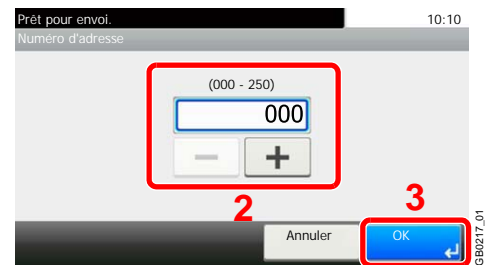 Prêt pour envoi. 10:10
Numéro d'adresse
(000 - 250)
000
2
3
Annuler
OK
GB0217_01